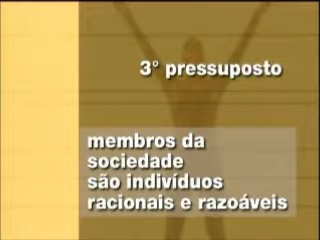 3° pressuposto
membros da
sociedade
são indivíduos
racionais e razoáveis